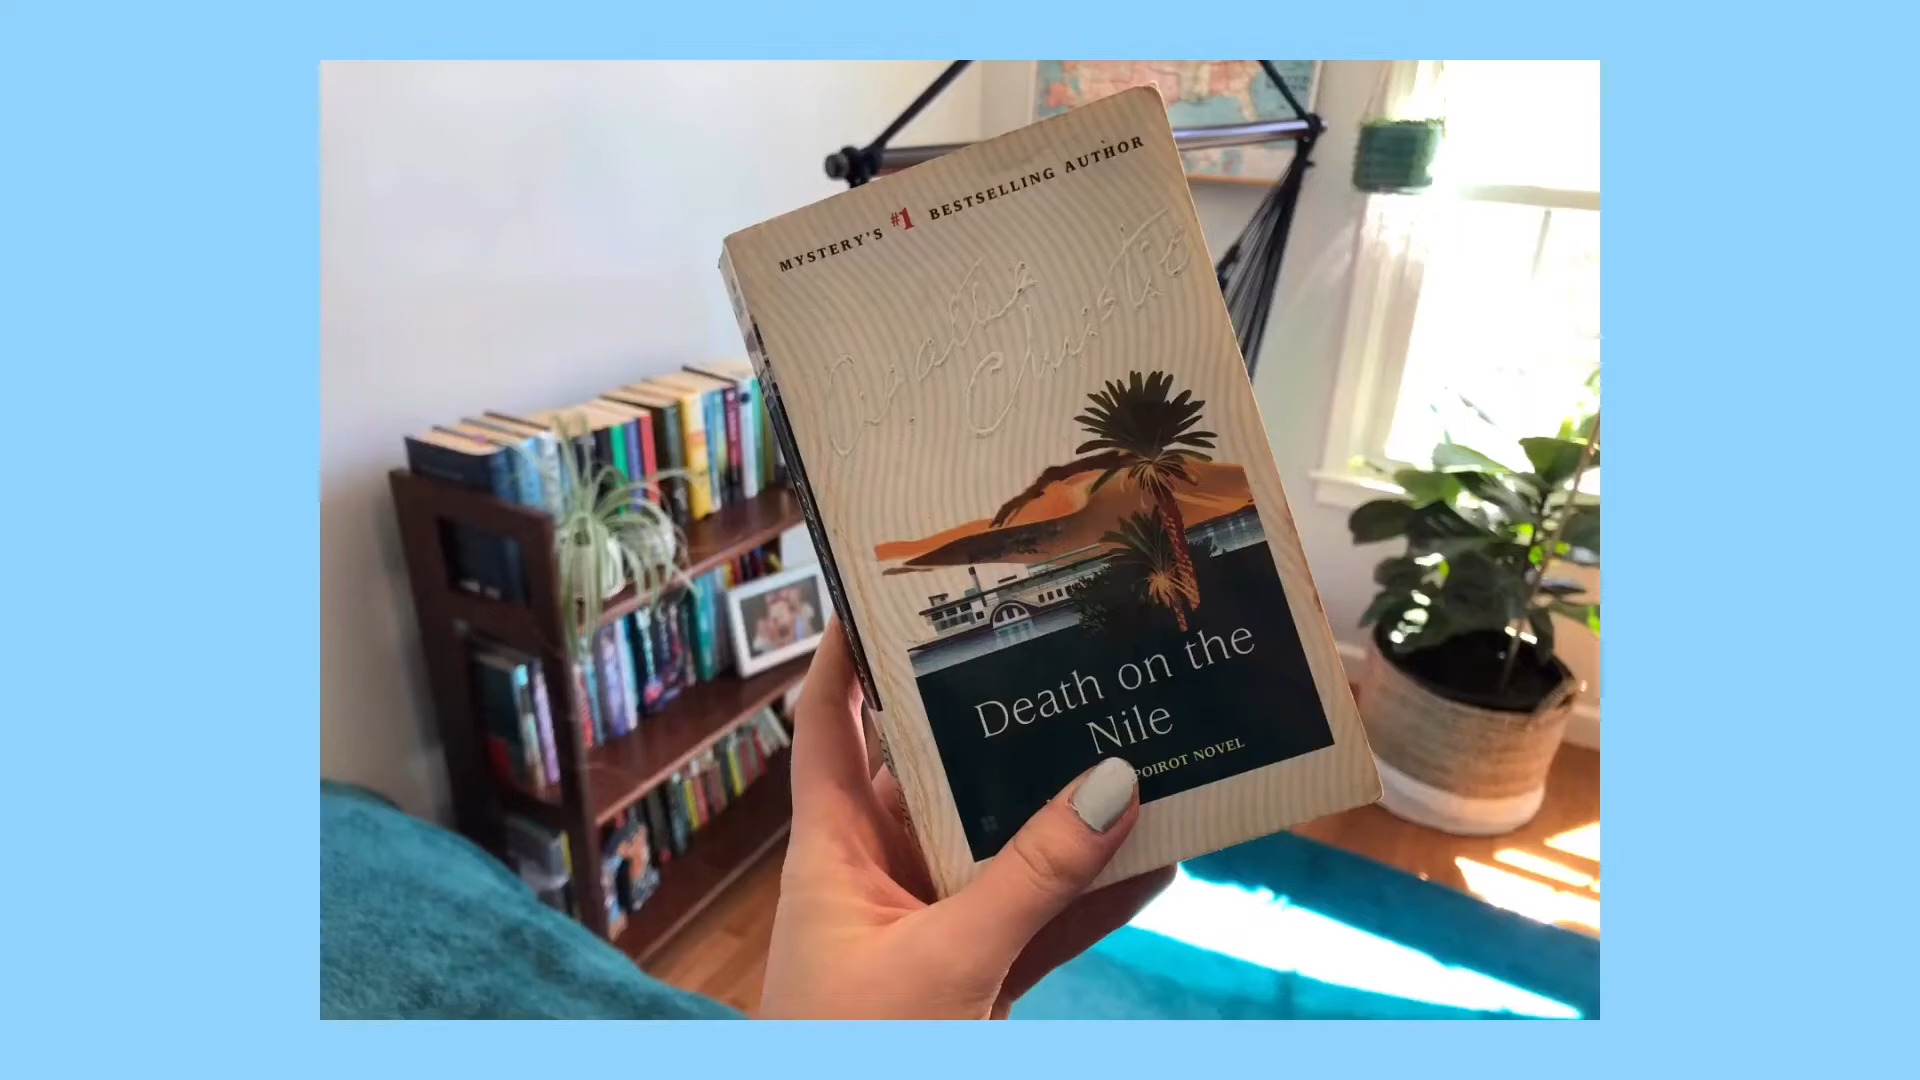 MYSTERY'S #1 BESTSELLING AUTHOR
Agatha
Christie
Death on the
Nile
POIROT NOVEL